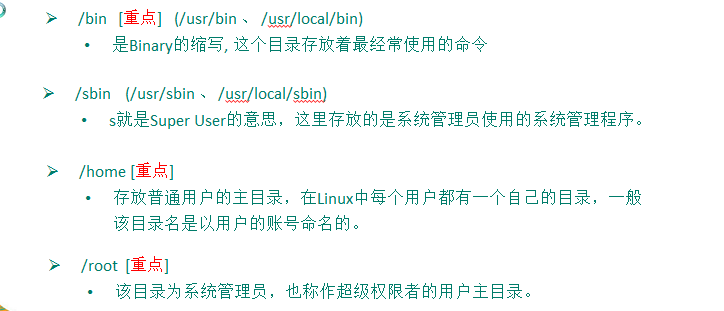 ➢ /bin [重点] (/usr/bin 、 /usr/local/bin)
• 是Binary的缩写, 这个目录存放着最经常使用的命令
➢ /sbin (/usr/sbin 、 /usr/local/sbin)
• s就是Super User的意思，这里存放的是系统管理员使用的系统管理程序。
➢ /home [重点]
• 存放普通用户的主目录，在Linux中每个用户都有一个自己的目录，一般
该目录名是以用户的账号命名的。
➢ /root [重点]
• 该目录为系统管理员，也称作超级权限者的用户主目录。